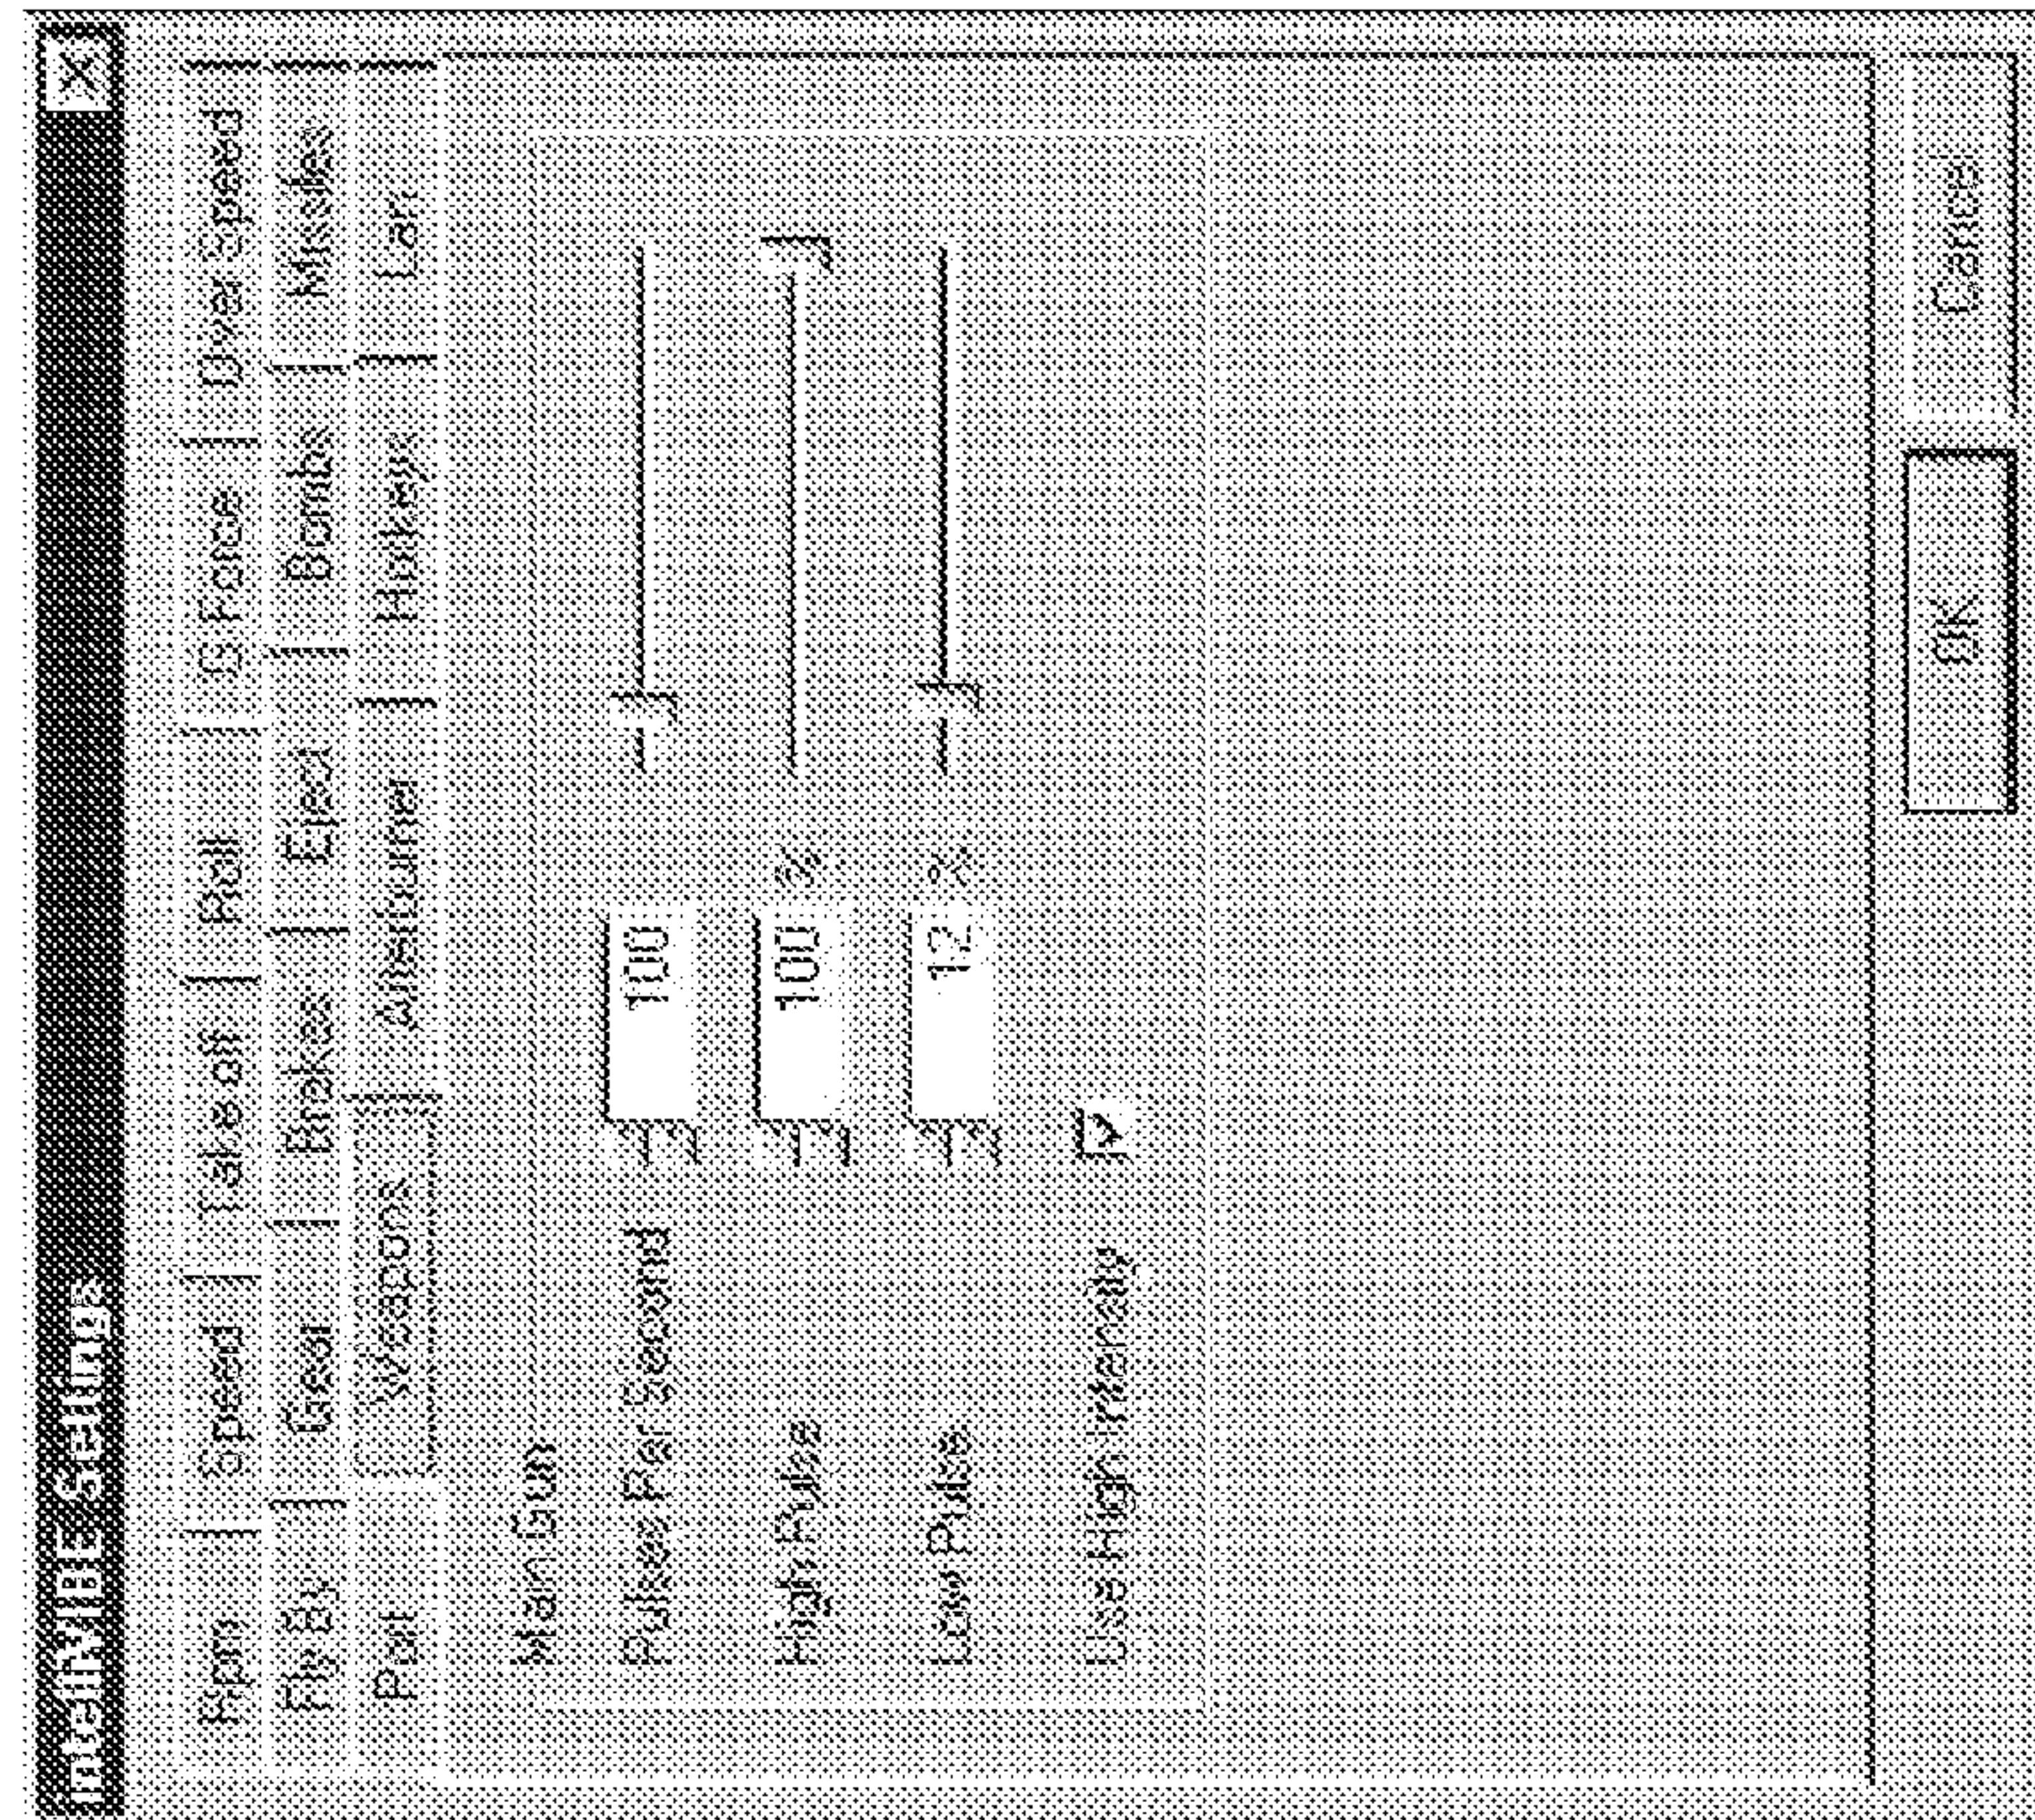 IntelliVIBE Settings
Rpm Speed Take off Roll G Force Over Speed
Fly By Gear Brakes Eject Bombs Missiles
Port Weapons Afterburner Hotkeys Lan
Main Gun
Pulses Per Second 100
High Pulse 100 %
Low Pulse 12 %
Use High Intensity
OK Cancel